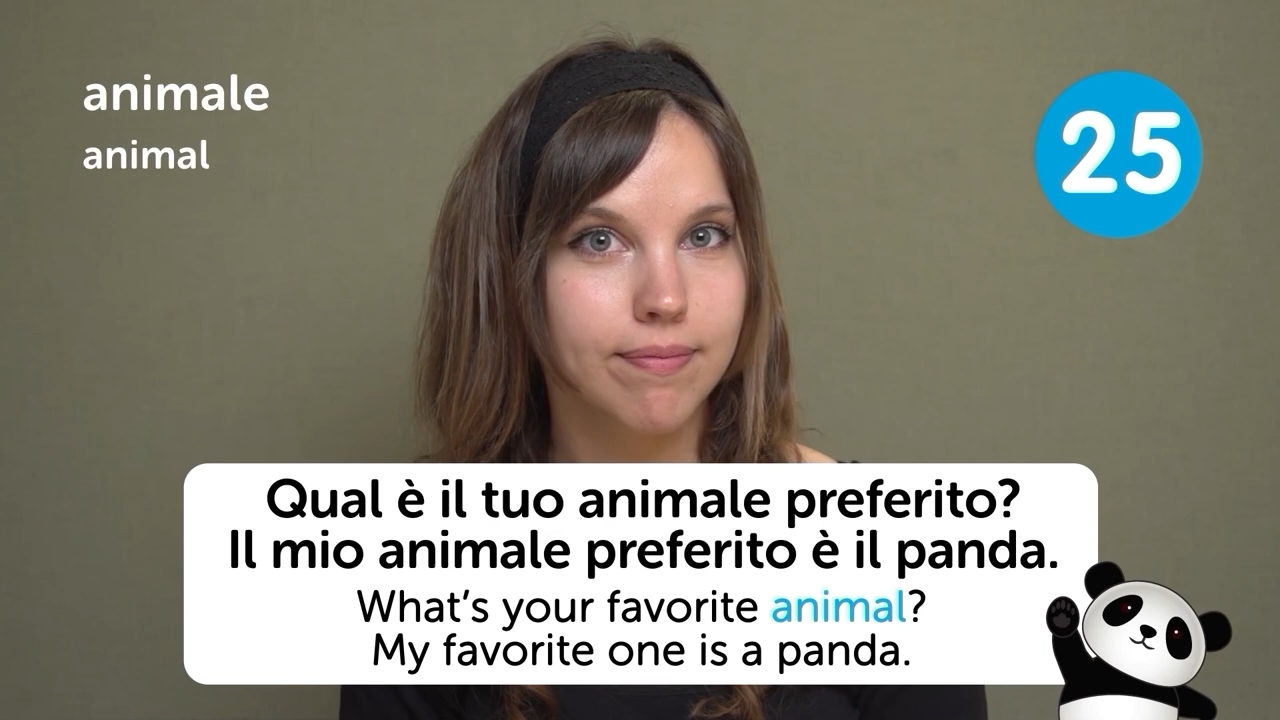 animale
animal
25
Qual è il tuo animale preferito?
Il mio animale preferito è il panda.
What's your favorite animal?
My favorite one is a panda.